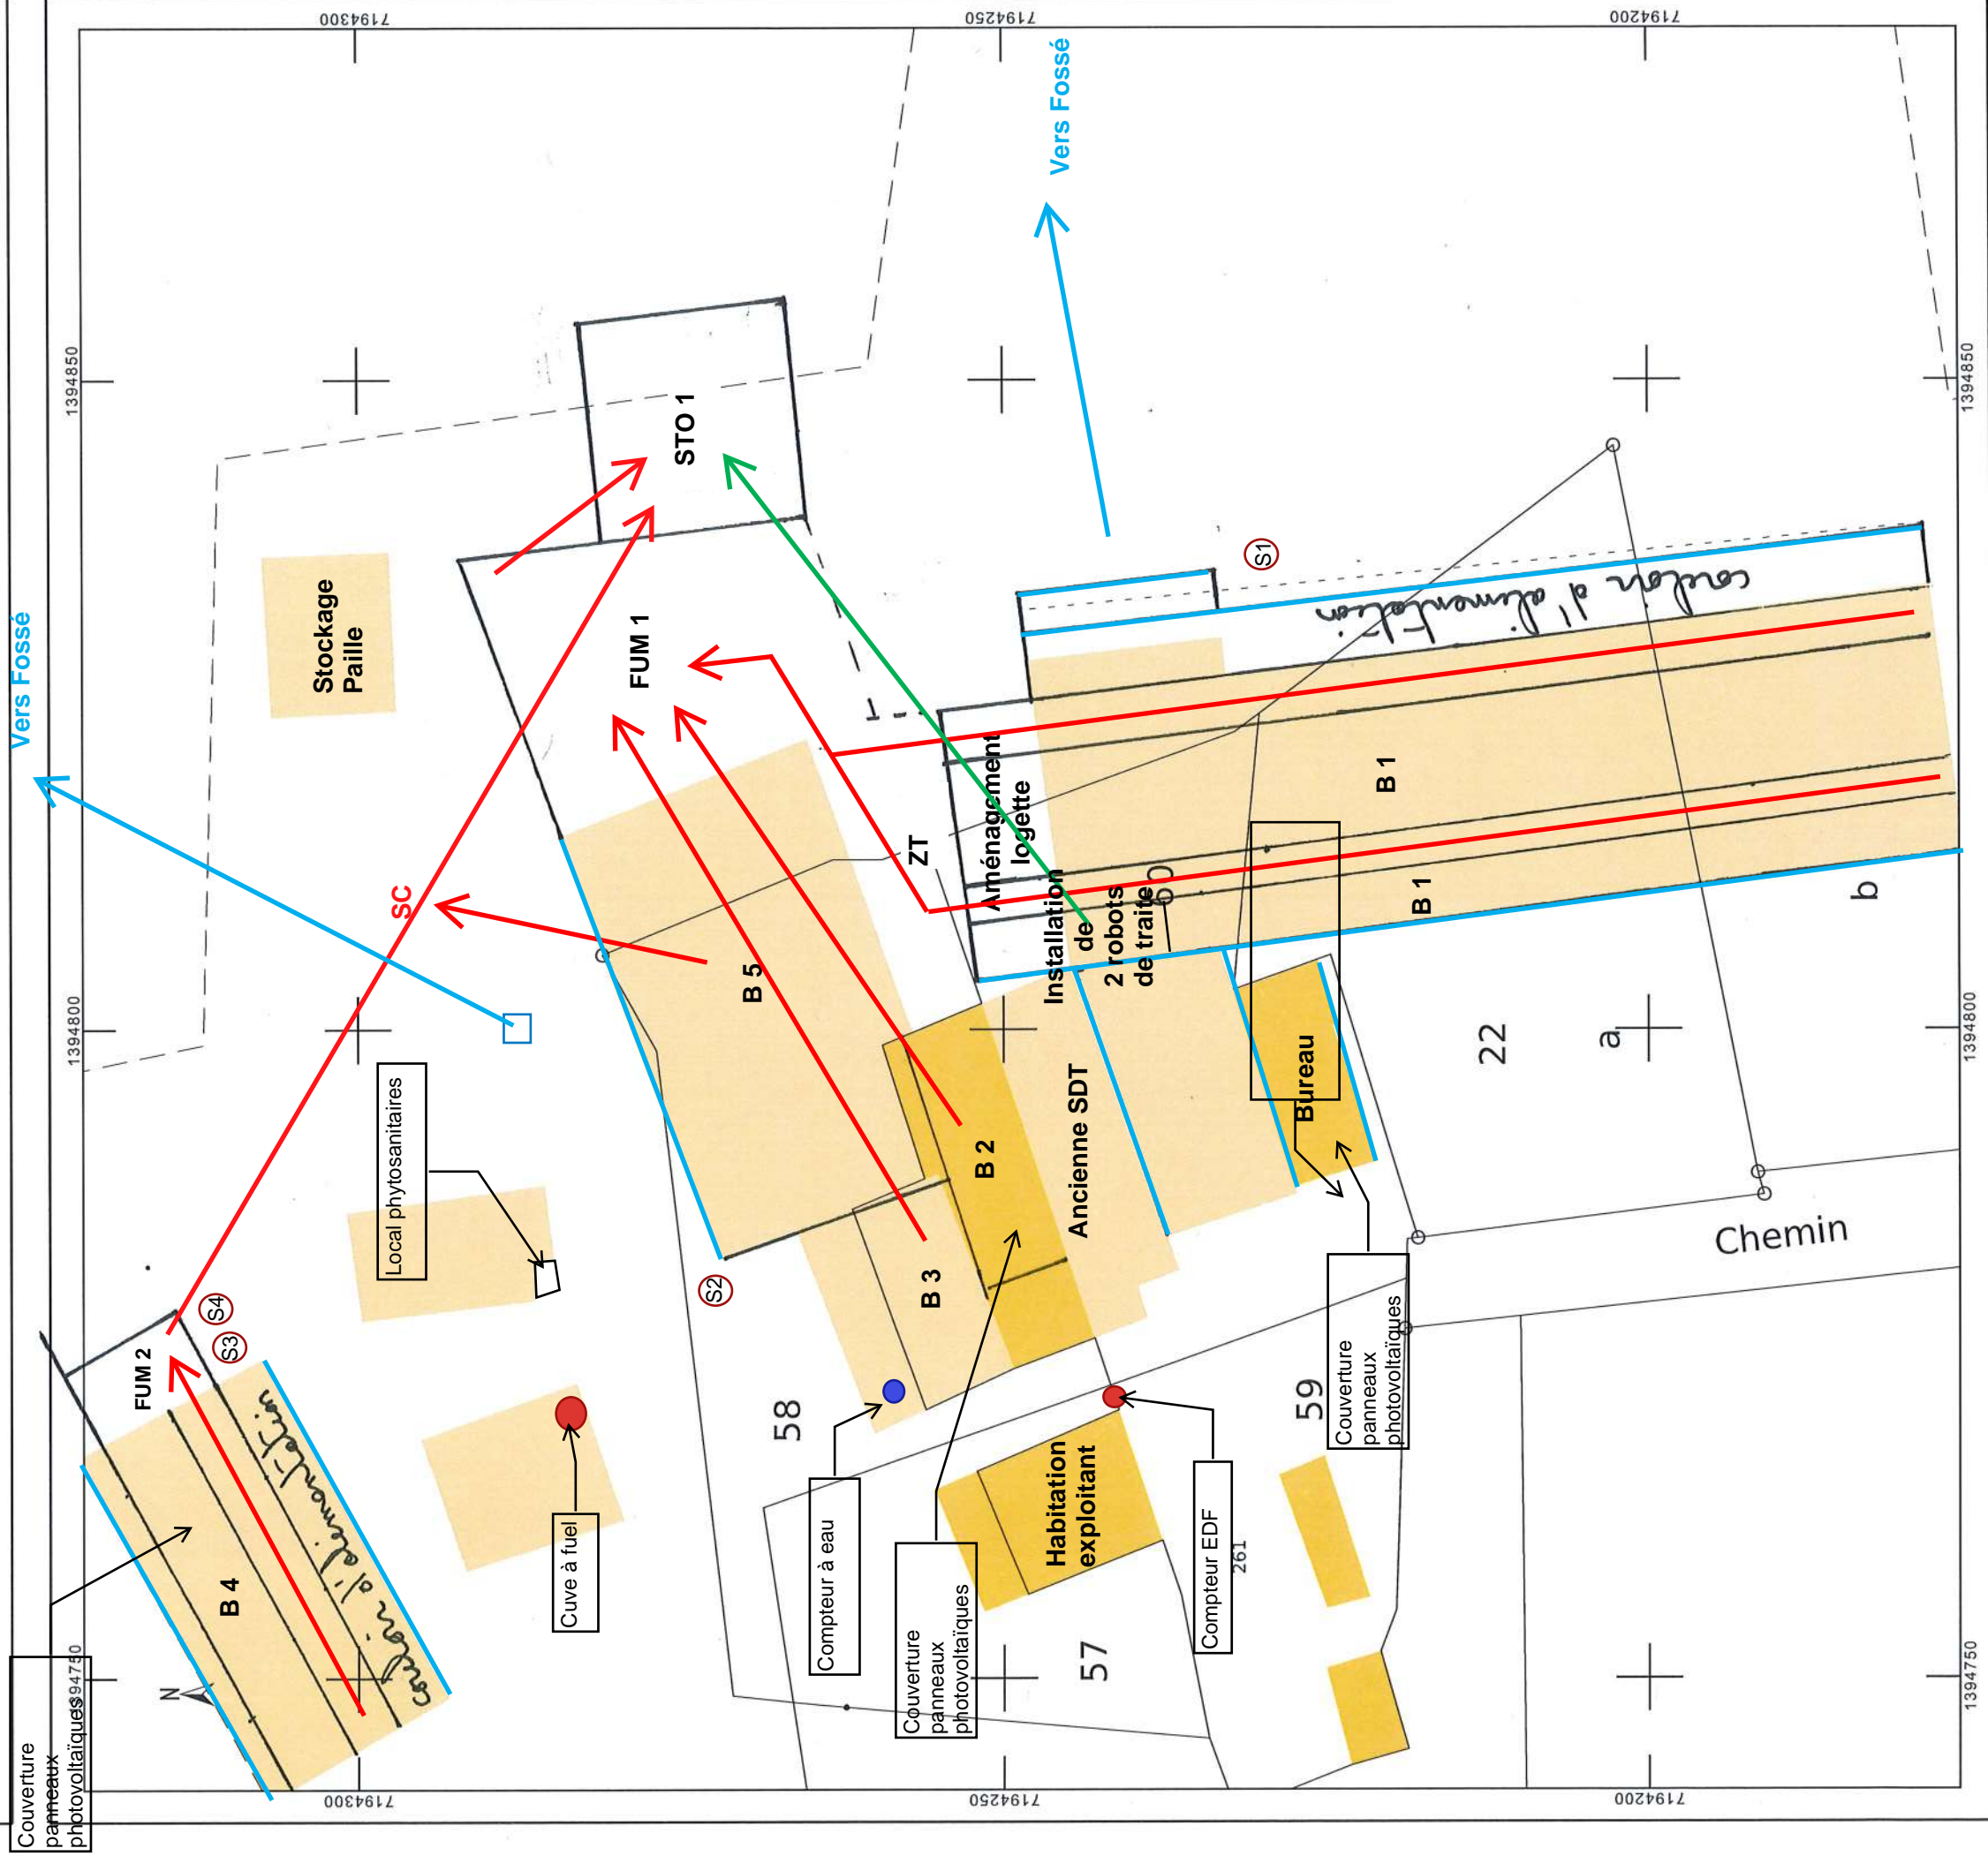 7194300
7194250
7194200
Vers Fossé
1394850
1394850
Vers Fossé
STO 1
Stockage
Paille
FUM 1
S1
couloir d'alimentation
T
Aménagement
logette
B 1
ZT
SC
B 5
Installation
de
2 robots
de traite
60
B 1
b
1394800
1394800
22
a
Bureau
Local phytosanitaires
B 2
Ancienne SDT
Chemin
S2
B 3
S4
S3
FUM 2
couloir d'alimentation
58
59
Couverture
panneaux
photovoltaïques
Habitation
exploitant
Cuve à fuel
Compteur à eau
Compteur EDF
261
B 4
57
Couverture
panneaux
photovoltaïques
N
1394750
1394750
Couverture
panneaux
photovoltaïques
7194300
7194250
7194200